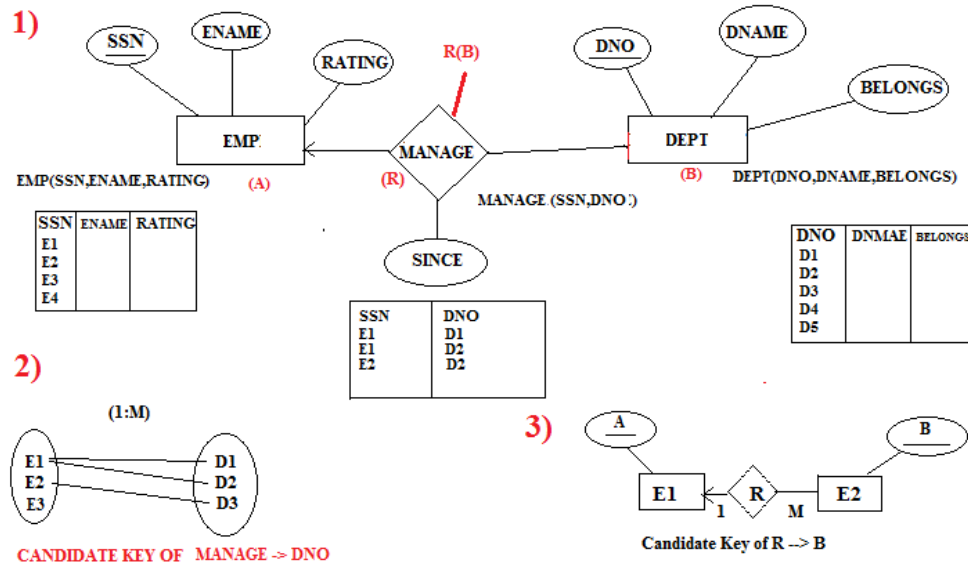 1)
SSN
ENAME
RATING
R(B)
DNO
DNAME
BELONGS
EMP
MANAGE
DEPT
(A)
(R)
(B)
EMP(SSN,ENAME,RATING)
MANAGE (SSN,DNO)
DEPT(DNO,DNAME,BELONGS)
SINCE
SSN ENAME RATING
E1
E2
E3
E4
SSN DNO
E1 D1
E1 D2
E2 D2
DNO DNMAE BELONGS
D1
D2
D3
D4
D5
2)
(1:M)
E1 D1
E2 D2
E3 D3
CANDIDATE KEY OF MANAGE -> DNO
3)
A
B
E1 R E2
1 M
Candidate Key of R --> B